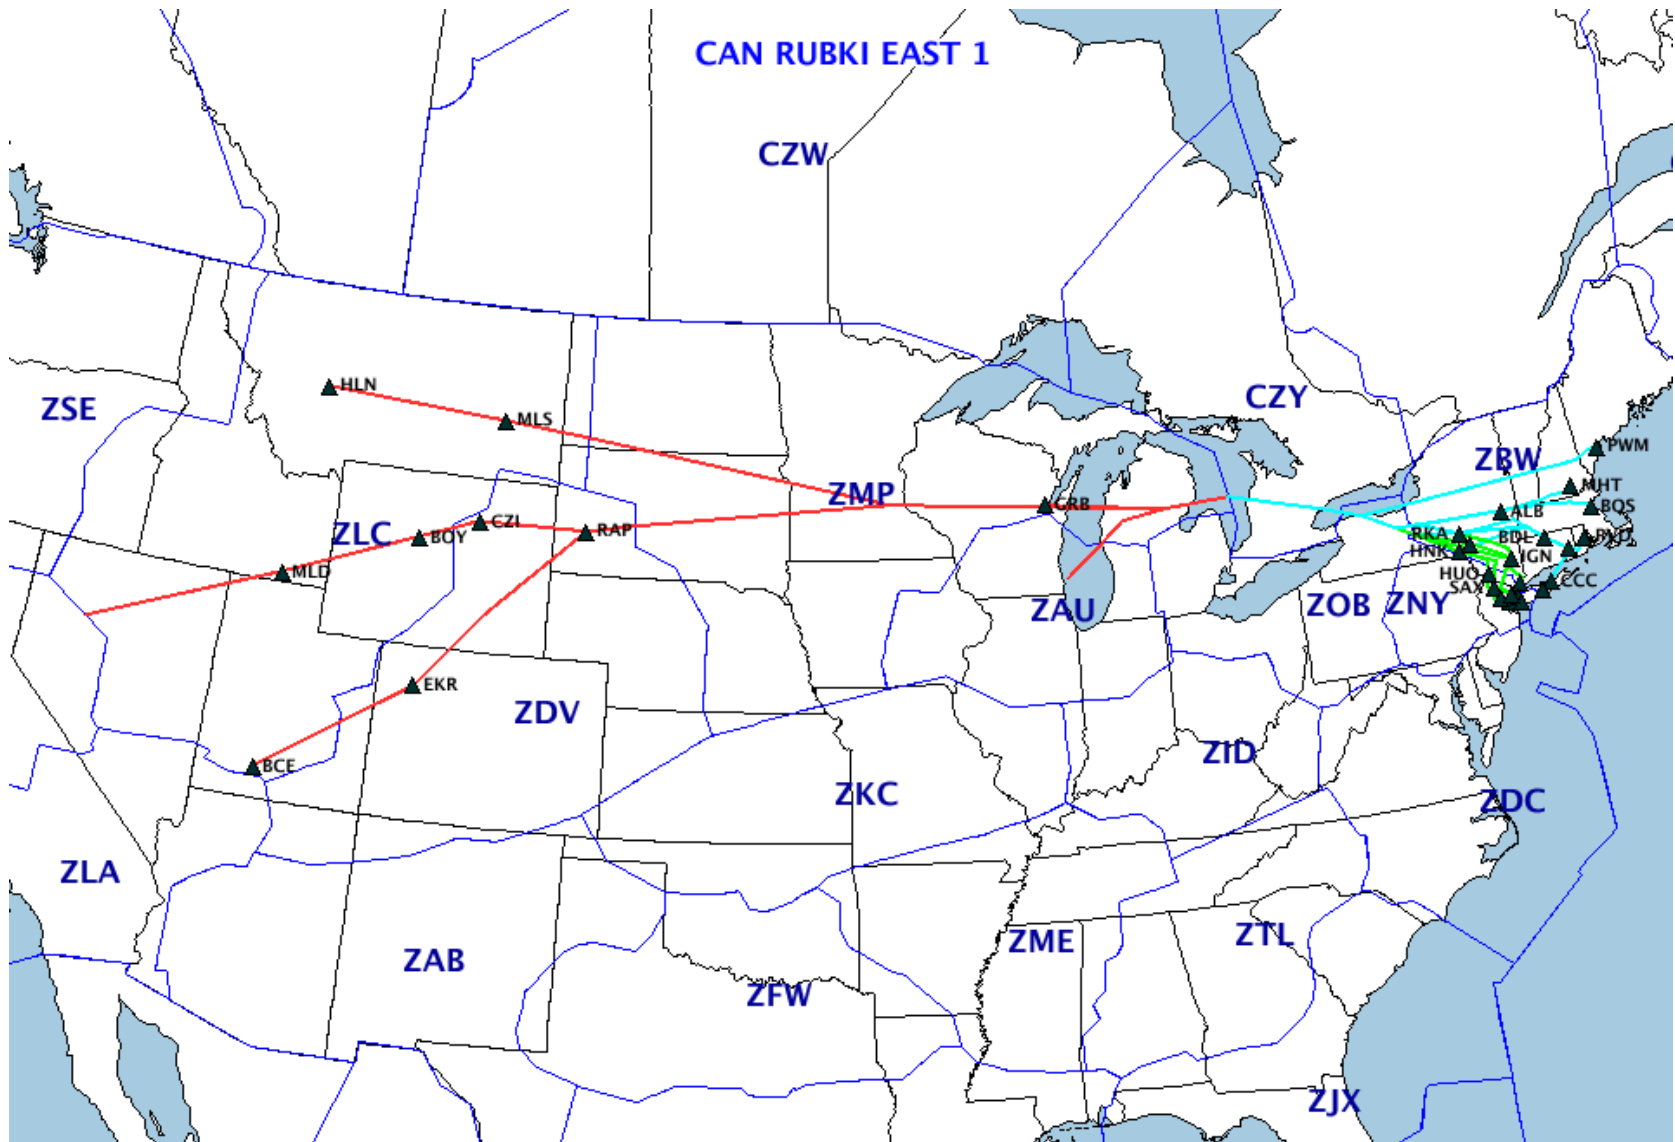 CAN RUBKI EAST 1
CZW
HLN
ZSE
MLS
CZY
PWM
ZBW
MHT
ZMP
GRB
BOS
ALB
ZLC
BOY
CZI
RAP
RKA
BDL
PVD
HNK
IGN
MLD
HUO
CCC
SAX
ZAU
ZOB
ZNY
EKR
ZDV
BCE
ZID
ZKC
ZDC
ZLA
ZAB
ZME
ZTL
ZFW
ZJX